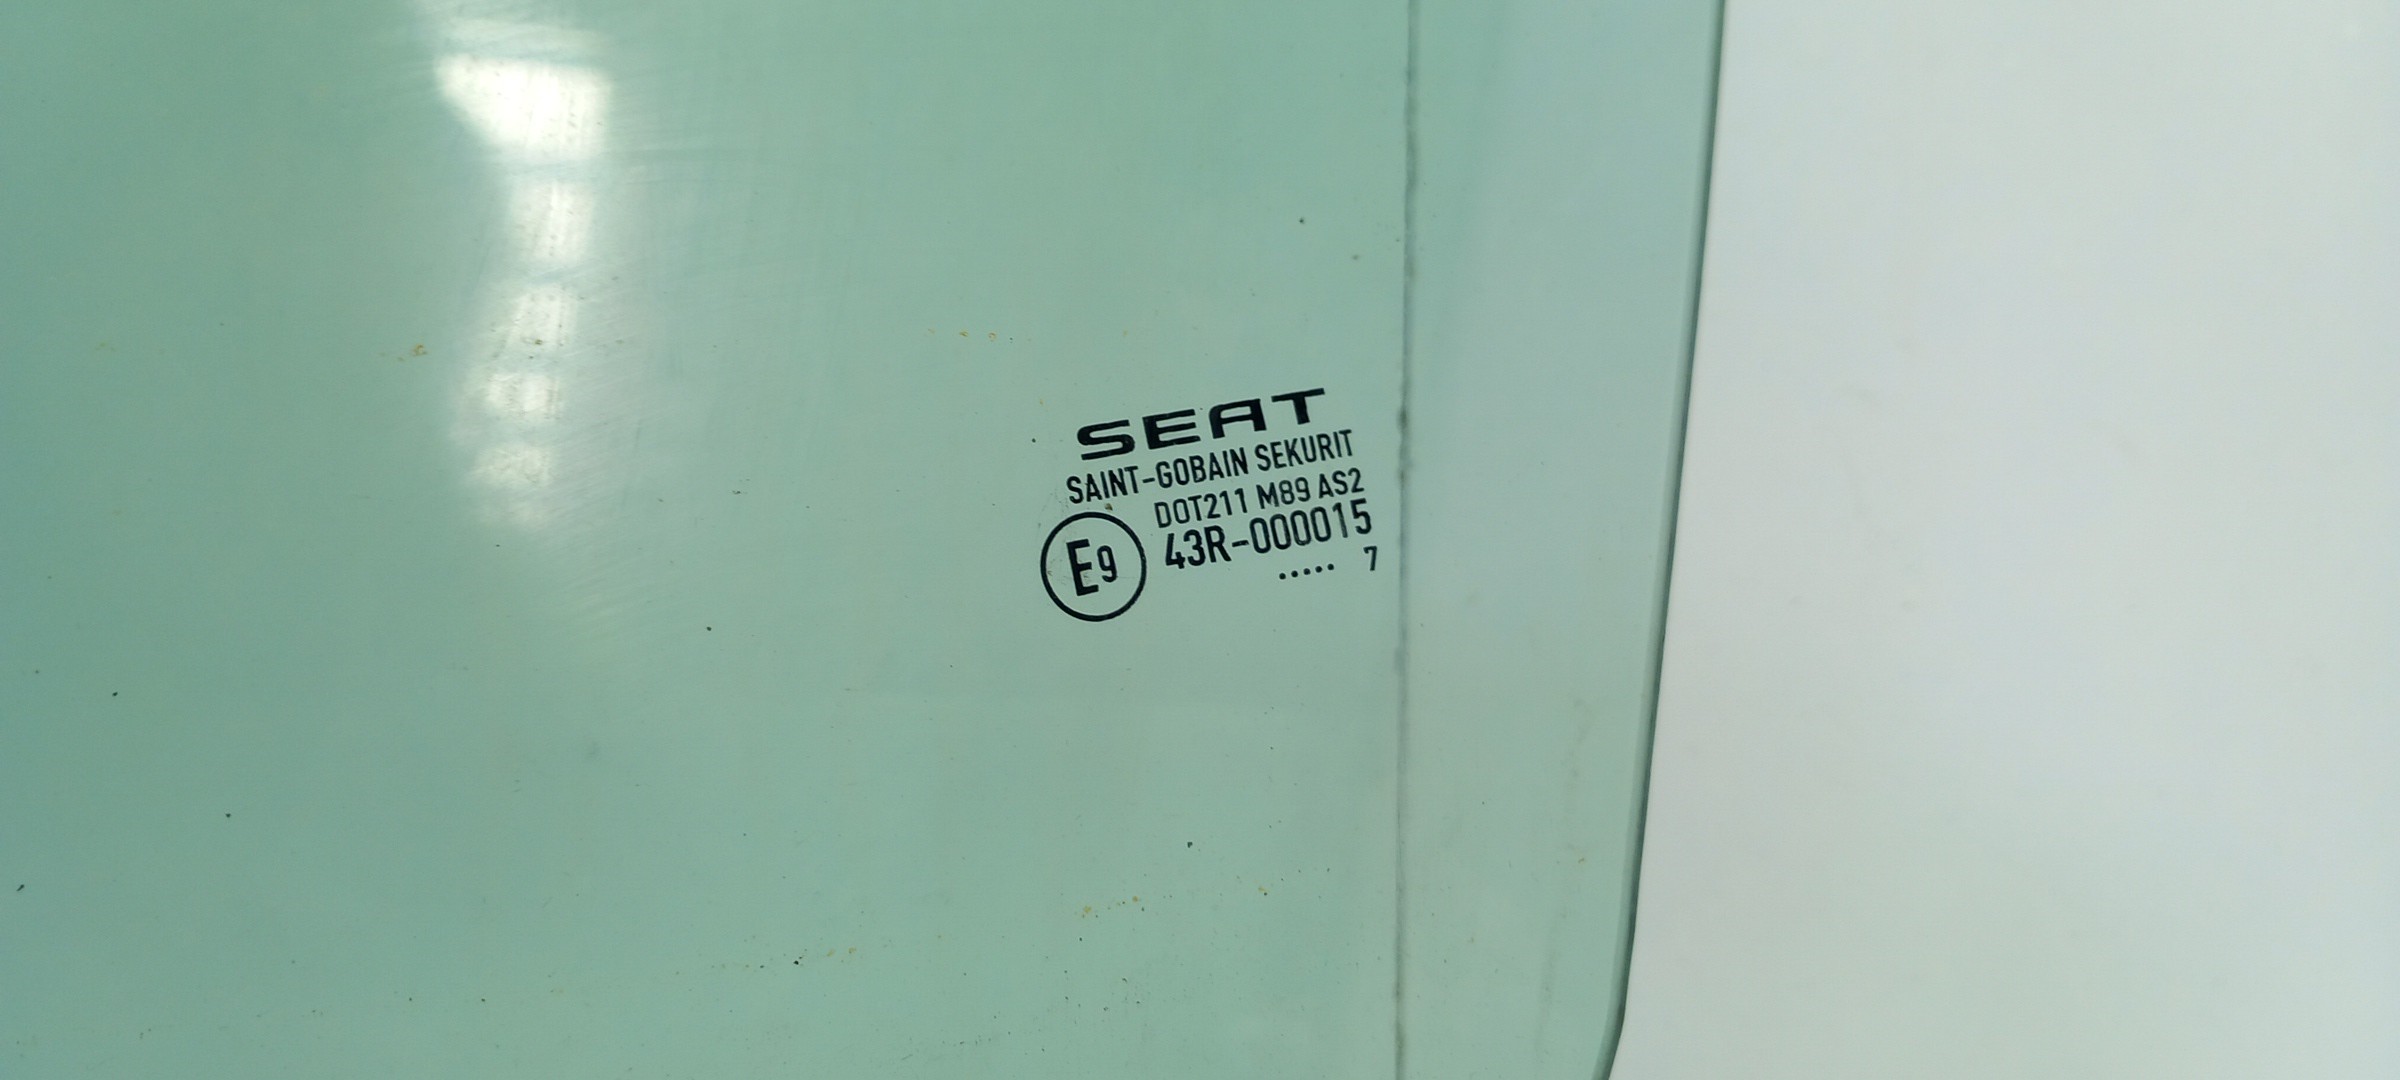 SEAT
SAINT-GOBAIN SEKURIT
DOT211 M89 AS2
E9 43R-000015
..... 7